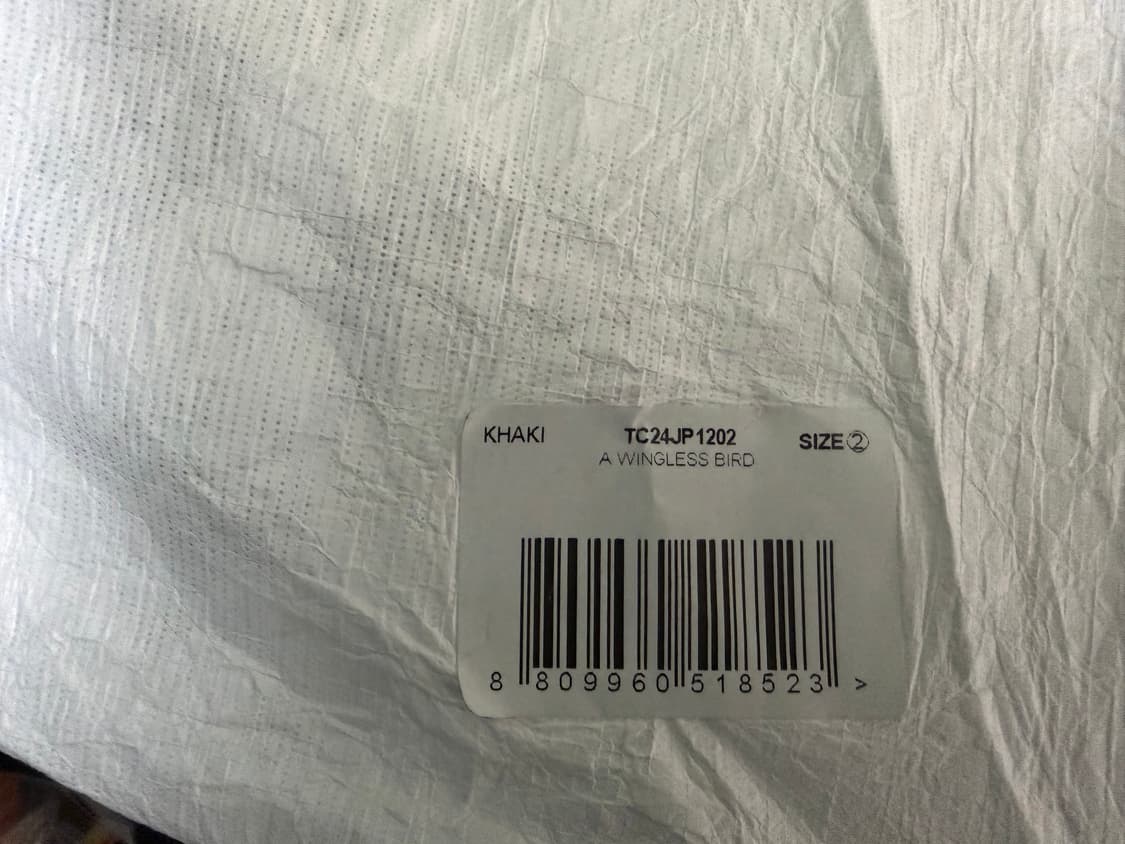 KHAKI TC24JP1202 SIZE②
A WINGLESS BIRD
8 809960 518523 >